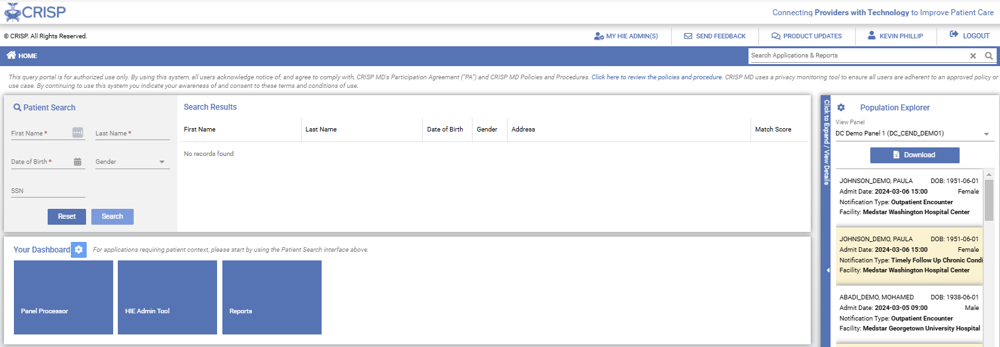 CRISP
Connecting Providers with Technology to Improve Patient Care
© CRISP. All Rights Reserved.
MY HIE ADMIN(S)
SEND FEEDBACK
PRODUCT UPDATES
KEVIN PHILLIP
LOGOUT
HOME
Search Applications & Reports
This query portal is for authorized use only. By using this system, all users acknowledge notice of, and agree to comply with, CRISP MD's Participation Agreement ("PA") and CRISP MD Policies and Procedures. Click here to review the policies and procedure. CRISP MD uses a privacy monitoring tool to ensure all users are adherent to an approved policy or
use case. By continuing to use this system you indicate your awareness of and consent to these terms and conditions of use.
Patient Search
First Name *
Last Name *
Date of Birth *
Gender
SSN
Reset
Search
Search Results
First Name
Last Name
Date of Birth
Gender
Address
Match Score
No records found
Your Dashboard
For applications requiring patient context, please start by using the Patient Search interface above.
Panel Processor
HIE Admin Tool
Reports
Click to Expand / View Details
Population Explorer
View Panel
DC Demo Panel 1 (DC_CEND_DEMO1)
Download
JOHNSON_DEMO, PAULA DOB: 1951-06-01
Admit Date: 2024-03-06 15:00 Female
Notification Type: Outpatient Encounter
Facility: Medstar Washington Hospital Center
JOHNSON_DEMO, PAULA DOB: 1951-06-01
Admit Date: 2024-03-06 15:00 Female
Notification Type: Timely Follow Up Chronic Condi
Facility: Medstar Washington Hospital Center
ABADI_DEMO, MOHAMED DOB: 1938-06-01
Admit Date: 2024-03-05 09:00 Male
Notification Type: Outpatient Encounter
Facility: Medstar Georgetown University Hospital